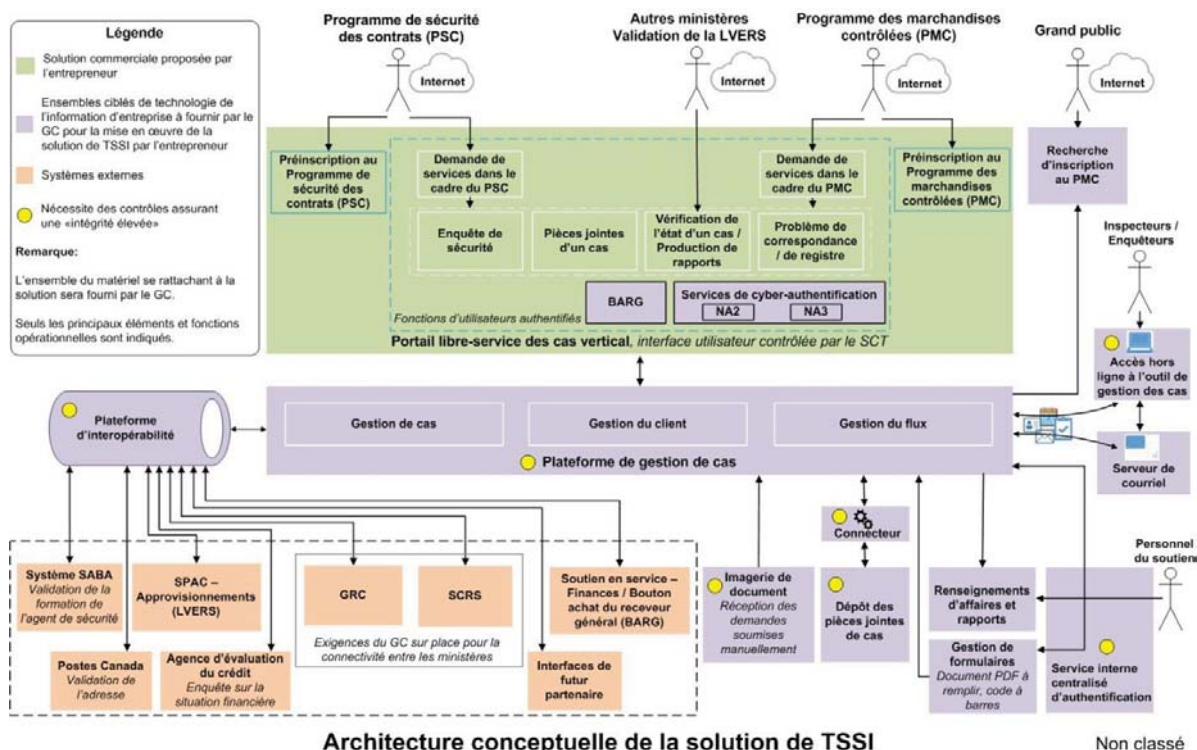 Légende
Solution commerciale proposée par
l'entrepreneur
Ensembles ciblés de technologie de
l'information d'entreprise à fournir par le
GC pour la mise en œuvre de la
solution de TSSI par l'entrepreneur
Systèmes externes
Nécessite des contrôles assurant
une «intégrité élevée»
Remarque:
L'ensemble du matériel se rattachant à la
solution sera fourni par le GC.
Seuls les principaux éléments et fonctions
opérationnelles sont indiqués.
Programme de sécurité
des contrats (PSC)
Internet
Autres ministères
Validation de la LVERS
Internet
Programme des marchandises
contrôlées (PMC)
Internet
Grand public
Internet
Préinscription au
Programme de
sécurité des
contrats (PSC)
Demande de
services dans le
cadre du PSC
Demande de
services dans le
cadre du PMC
Préinscription au
Programme des
marchandises
contrôlées (PMC)
Recherche
d'inscription
au PMC
Enquête de
sécurité
Pièces jointes
d'un cas
Vérification de
l'état d'un cas /
Production de
rapports
Problème de
correspondance
/ de registre
Fonctions d'utilisateurs authentifiés
BARG
Services de cyber-authentification
NA2
NA3
Portail libre-service des cas vertical, interface utilisateur contrôlée par le SCT
Inspecteurs /
Enquêteurs
Accès hors
ligne à l'outil de
gestion des cas
Serveur de
courriel
Plateforme
d'interopérabilité
Gestion de cas
Gestion du client
Gestion du flux
Plateforme de gestion de cas
Système SABA
Validation de la
formation de
l'agent de sécurité
SPAC –
Approvisionnements
(LVERS)
GRC
SCRS
Exigences du GC sur place pour la
connectivité entre les ministères
Soutien en service –
Finances / Bouton
achat du receveur
général (BARG)
Postes Canada
Validation de
l'adresse
Agence d'évaluation
du crédit
Enquête sur la
situation financière
Interfaces de
futur
partenaire
Imagerie de
document
Réception des
demandes
soumises
manuellement
Connecteur
Dépôt des
pièces jointes
de cas
Renseignements
d'affaires et
rapports
Gestion de
formulaires
Document PDF à
remplir, code à
barres
Personnel
du soutien
Service interne
centralisé
d'authentification
Architecture conceptuelle de la solution de TSSI
Non classé